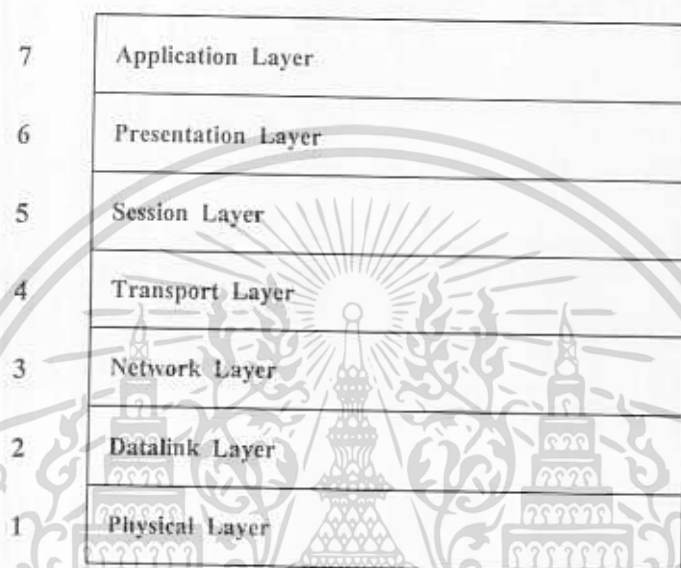 7 Application Layer
6 Presentation Layer
5 Session Layer
4 Transport Layer
3 Network Layer
2 Datalink Layer
1 Physical Layer